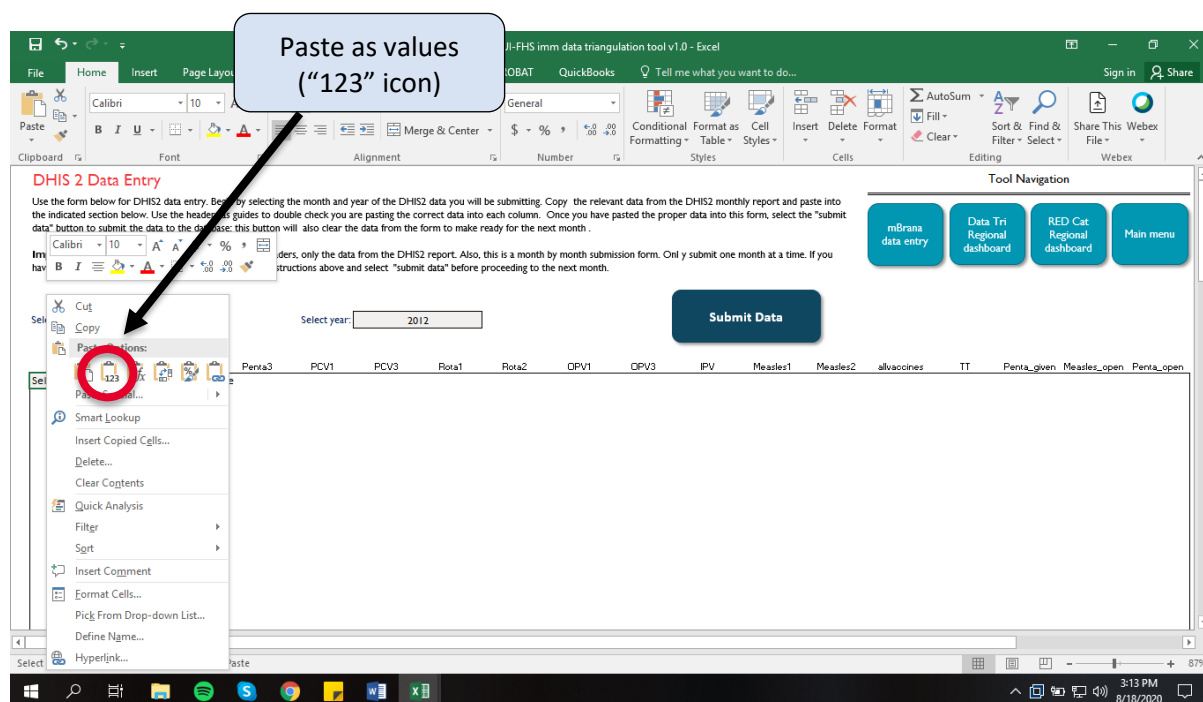 Paste as values
("123" icon)
UI-FHS imm data triangulation tool v1.0 - Excel
File Home Insert Page Layou ROBAT QuickBooks Tell me what you want to do... Sign in Share
Paste
Calibri 10 A
B I U A
Merge & Center
General
$ % , .00 .00
Conditional Formatting
Format as Table
Cell Styles
Insert Delete Format
AutoSum
Fill
Clear
Sort & Filter
Find & Select
Share This File
Webex
Clipboard Font Alignment Number Styles Cells Editing Webex
DHIS 2 Data Entry
Tool Navigation
Use the form below for DHIS2 data entry. Begin by selecting the month and year of the DHIS2 data you will be submitting. Copy the relevant data from the DHIS2 monthly report and paste into
the indicated section below. Use the headers as guides to double check you are pasting the correct data into each column. Once you have pasted the proper data into this form, select the "submit
data" button to submit the data to the database: this button will also clear the data from the form to make ready for the next month .
ders, only the data from the DHIS2 report. Also, this is a month by month submission form. Onl y submit one month at a time. If you
hav structions above and select "submit data" before proceeding to the next month.
mBrana
data entry
Data Tri
Regional
dashboard
RED Cat
Regional
dashboard
Main menu
Calibri 10 A A % ,
B I A .00 .00
Select year: 2012
Submit Data
Penta3 PCV1 PCV3 Rota1 Rota2 OPV1 OPV3 IPV Measles1 Measles2 allvaccines TT Penta_given Measles_open Penta_open
Cut
Copy
Paste Options:
123
Smart Lookup
Insert Copied Cells...
Delete...
Clear Contents
Quick Analysis
Filter
Sort
Insert Comment
Format Cells...
Pick From Drop-down List...
Define Name...
Hyperlink...
Select Paste 87%
3:13 PM
8/18/2020